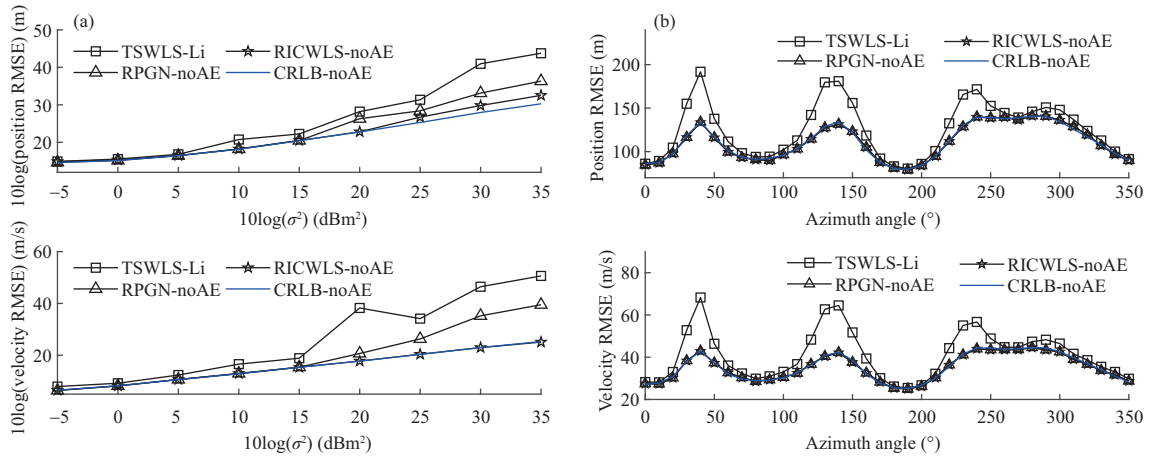 (a)
10log(position RMSE) (m)
50
40
30
20
TSWLS-Li
RICWLS-noAE
RPGN-noAE
CRLB-noAE
−5 0 5 10 15 20 25 30 35
10log(σ²) (dBm²)
10log(velocity RMSE) (m/s)
60
40
20
TSWLS-Li
RICWLS-noAE
RPGN-noAE
CRLB-noAE
−5 0 5 10 15 20 25 30 35
10log(σ²) (dBm²)
(b)
Position RMSE (m)
200
150
100
TSWLS-Li
RICWLS-noAE
RPGN-noAE
CRLB-noAE
0 50 100 150 200 250 300 350
Azimuth angle (°)
Velocity RMSE (m/s)
80
60
40
20
TSWLS-Li
RICWLS-noAE
RPGN-noAE
CRLB-noAE
0 50 100 150 200 250 300 350
Azimuth angle (°)